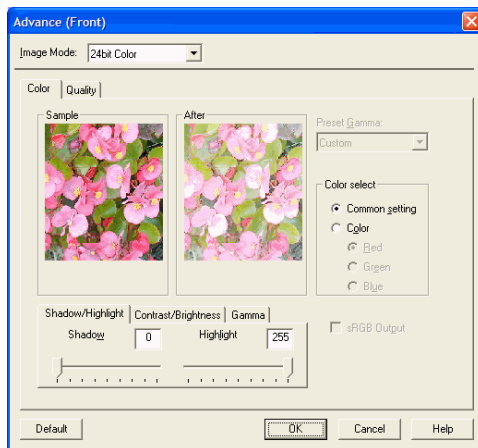 Advance (Front)
Image Mode: 24bit Color
Color Quality
Sample After
Preset Gamma:
Custom
Color select
Common setting
Color
Red
Green
Blue
Shadow/Highlight Contrast/Brightness Gamma
Shadow 0 Highlight 255
sRGB Output
Default OK Cancel Help